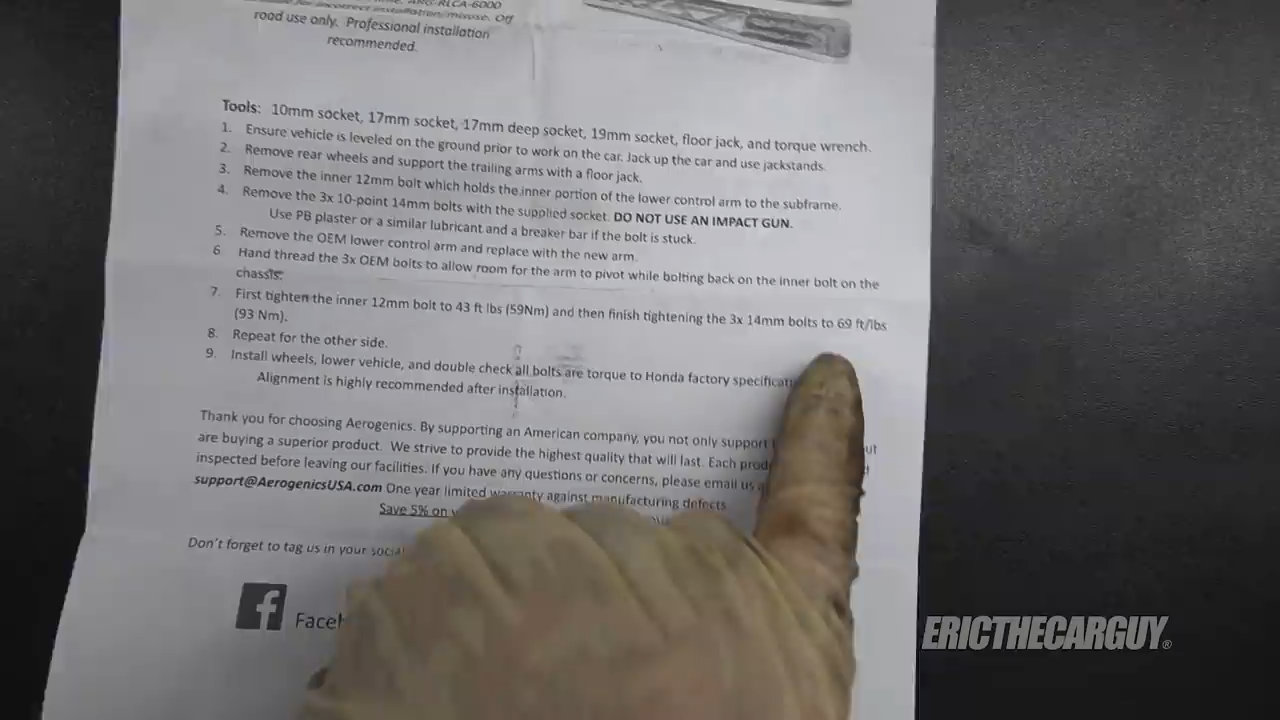 ARG-RLCA-6000
for incorrect installation/misuse. Off
road use only. Professional installation
recommended.
Tools: 10mm socket, 17mm socket, 17mm deep socket, 19mm socket, floor jack, and torque wrench.
1. Ensure vehicle is leveled on the ground prior to work on the car. Jack up the car and use jackstands.
2. Remove rear wheels and support the trailing arms with a floor jack.
3. Remove the inner 12mm bolt which holds the inner portion of the lower control arm to the subframe.
4. Remove the 3x 10-point 14mm bolts with the supplied socket. DO NOT USE AN IMPACT GUN.
Use PB plaster or a similar lubricant and a breaker bar if the bolt is stuck.
5. Remove the OEM lower control arm and replace with the new arm.
6 Hand thread the 3x OEM bolts to allow room for the arm to pivot while bolting back on the inner bolt on the
chassis.
7. First tighten the inner 12mm bolt to 43 ft lbs (59Nm) and then finish tightening the 3x 14mm bolts to 69 ft/lbs
(93 Nm).
8. Repeat for the other side.
9. Install wheels, lower vehicle, and double check all bolts are torque to Honda factory
Alignment is highly recommended after installation.
Thank you for choosing Aerogenics. By supporting an American company, you not only support
are buying a superior product. We strive to provide the highest quality that will last. Each
inspected before leaving our facilities. If you have any questions or concerns, please email us
support@AerogenicsUSA.com One year limited warranty against manufacturing defects
Save 5% on
Don't forget to tag us in your
f
ERICTHECARGUY®